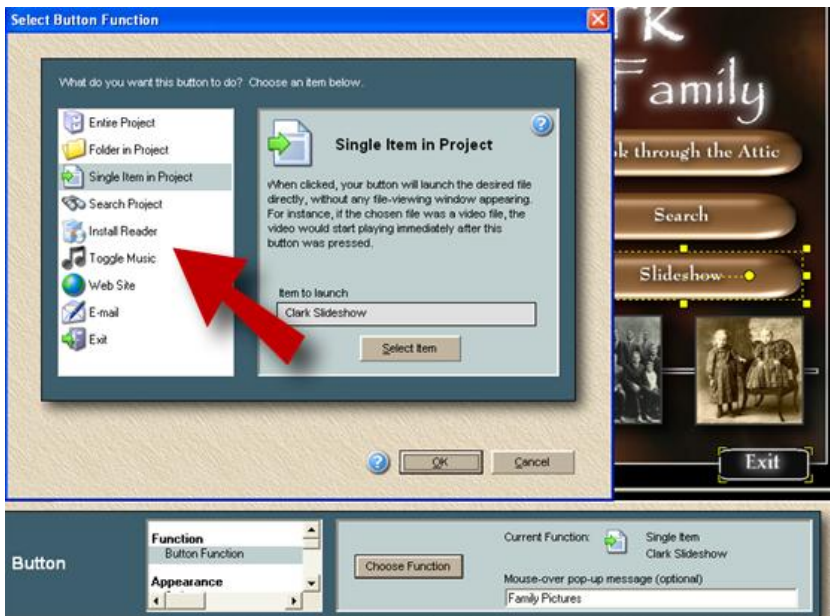 Select Button Function
What do you want this button to do? Choose an item below.
Entire Project
Folder in Project
Single Item in Project
Search Project
Install Reader
Toggle Music
Web Site
E-mail
Exit
Single Item in Project
When clicked, your button will launch the desired file
directly, without any file-viewing window appearing.
For instance, if the chosen file was a video file, the
video would start playing immediately after this
button was pressed.
Item to launch
Clark Slideshow
Select Item
OK
Cancel
Family
through the Attic
Search
Slideshow
Exit
Button
Function
Button Function
Appearance
Choose Function
Current Function:
Single Item
Clark Slideshow
Mouse-over pop-up message (optional)
Family Pictures